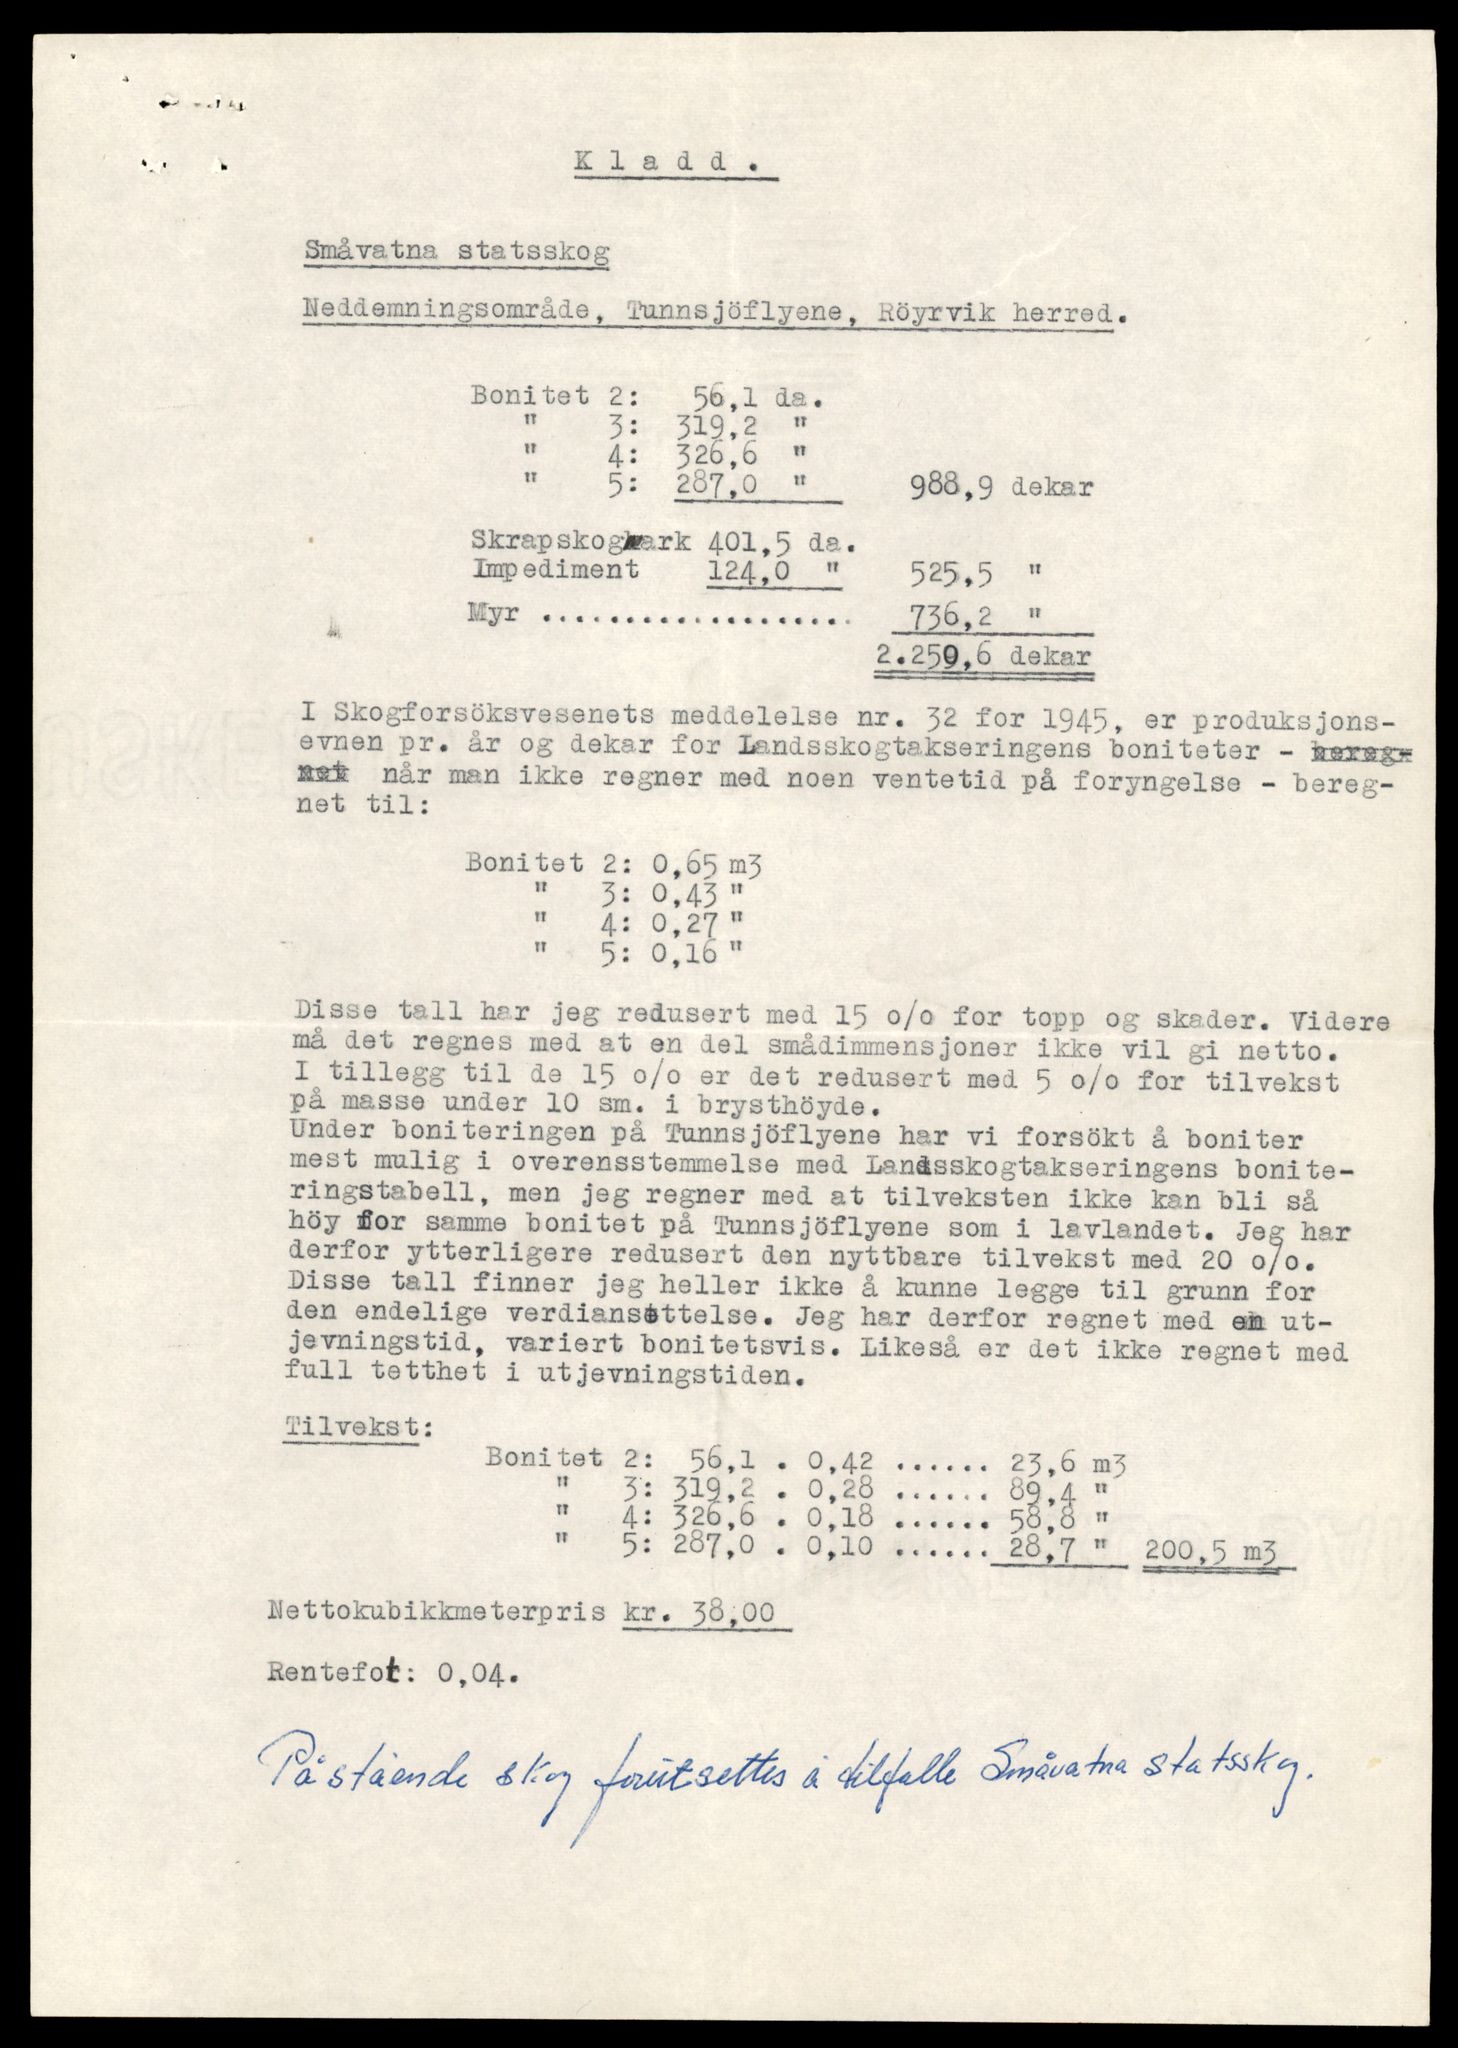 K l a d d .
Småvatna statsskog
Neddemningsområde, Tunnsjöflyene, Röyrvik herred.
Bonitet 2: 56,1 da.
" 3: 319,2 "
" 4: 326,6 "
" 5: 287,0 " 988,9 dekar
Skrapskogmark 401,5 da.
Impediment 124,0 " 525,5 "
Myr ................... 736,2 "
2.250,6 dekar
I Skogforsöksvesenets meddelelse nr. 32 for 1945, er produksjons-
evnen pr. år og dekar for Landsskogtakseringens boniteter - bereg-
net når man ikke regner med noen ventetid på foryngelse - bereg-
net til:
Bonitet 2: 0,65 m3
" 3: 0,43 "
" 4: 0,27 "
" 5: 0,16 "
Disse tall har jeg redusert med 15 o/o for topp og skader. Videre
må det regnes med at en del smådimmensjoner ikke vil gi netto.
I tillegg til de 15 o/o er det redusert med 5 o/o for tilvekst
på masse under 10 sm. i brysthöyde.
Under boniteringen på Tunnsjöflyene har vi forsökt å boniter
mest mulig i overensstemmelse med Landsskogtakseringens bonite-
ringstabell, men jeg regner med at tilveksten ikke kan bli så
höy for samme bonitet på Tunnsjöflyene som i lavlandet. Jeg har
derfor ytterligere redusert den nyttbare tilvekst med 20 o/o.
Disse tall finner jeg heller ikke å kunne legge til grunn for
den endelige verdiansettelse. Jeg har derfor regnet med en ut-
jevningstid, variert bonitetsvis. Likeså er det ikke regnet med
full tetthet i utjevningstiden.
Tilvekst:
Bonitet 2: 56,1 . 0,42 ...... 23,6 m3
" 3: 319,2 . 0,28 ...... 89,4 "
" 4: 326,6 . 0,18 ...... 58,8 "
" 5: 287,0 . 0,10 ...... 28,7 " 200,5 m3
Nettokubikkmeterpris kr. 38,00
Rentefot: 0,04.
På stående skog forutsettes å tilfalle Småvatna statsskog.